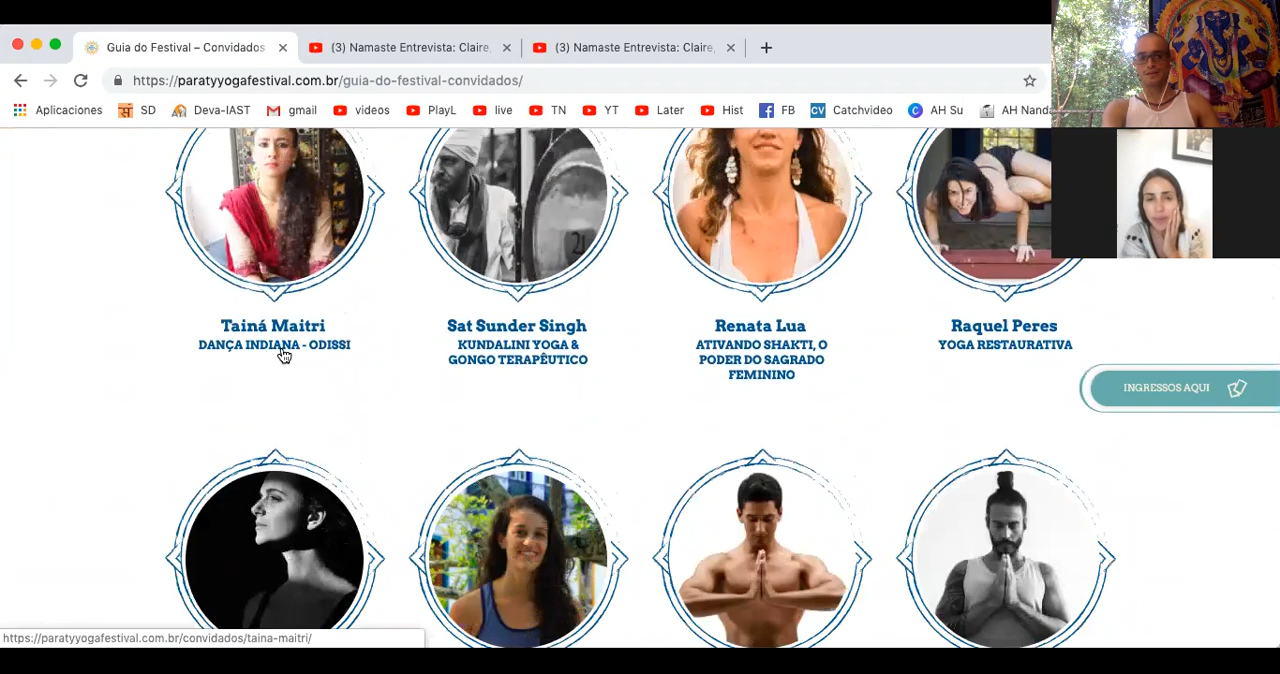 Guia do Festival – Convidados
(3) Namaste Entrevista: Claire,
(3) Namaste Entrevista: Claire,
https://paratyyogafestival.com.br/guia-do-festival-convidados/
Aplicaciones SD Deva-IAST gmail videos PlayL live TN YT Later Hist FB CV Catchvideo AH Su AH Nanda
21
Tainá Maitri
DANÇA INDIANA - ODISSI
Sat Sunder Singh
KUNDALINI YOGA &
GONGO TERAPÊUTICO
Renata Lua
ATIVANDO SHAKTI, O
PODER DO SAGRADO
FEMININO
Raquel Peres
YOGA RESTAURATIVA
INGRESSOS AQUI
https://paratyyogafestival.com.br/convidados/taina-maitri/